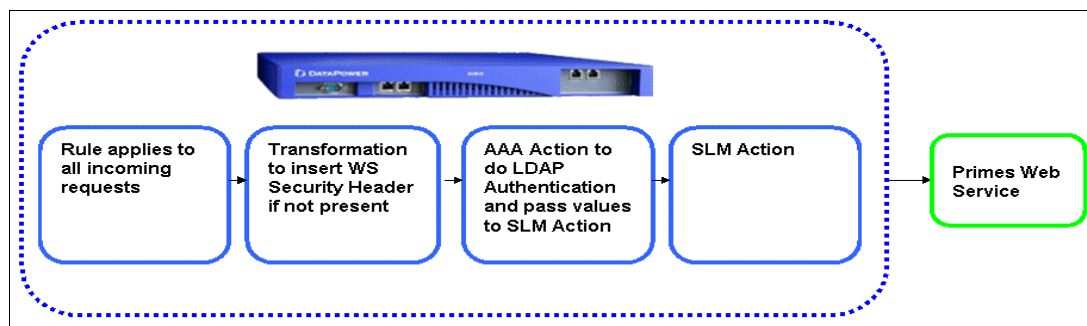 DATAPOWER
Rule applies to
all incoming
requests
Transformation
to insert WS
Security Header
if not present
AAA Action to
do LDAP
Authentication
and pass values
to SLM Action
SLM Action
Primes Web
Service